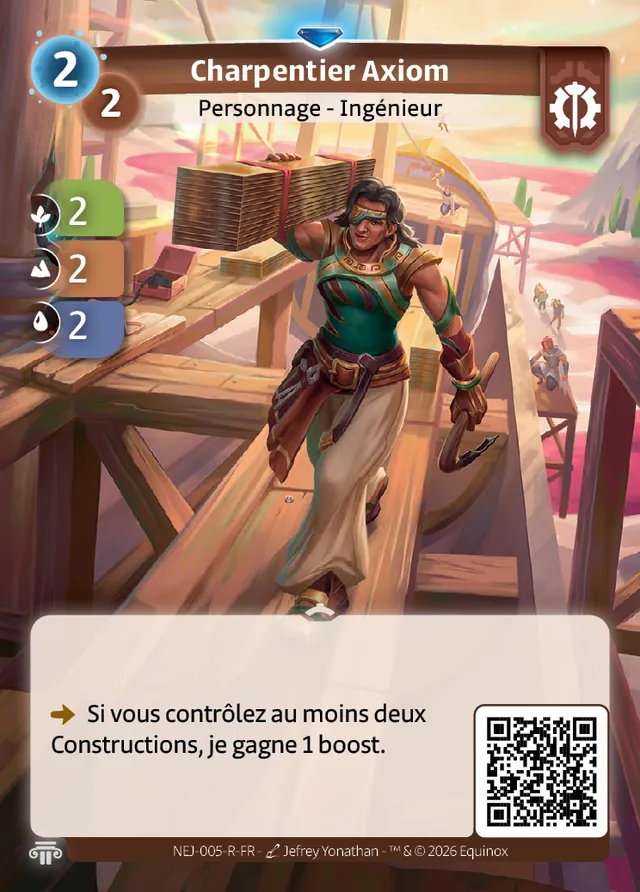 2
Charpentier Axiom
2
Personnage - Ingénieur
2
2
2
Si vous contrôlez au moins deux
Constructions, je gagne 1 boost.
NEJ-005-R-FR - Jefrey Yonathan - ™ & © 2026 Equinox